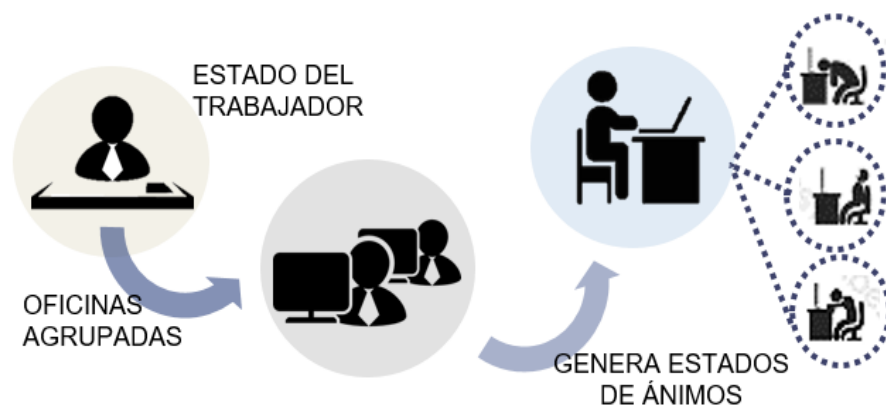 ESTADO DEL
TRABAJADOR
OFICINAS
AGRUPADAS
GENERA ESTADOS
DE ÁNIMOS